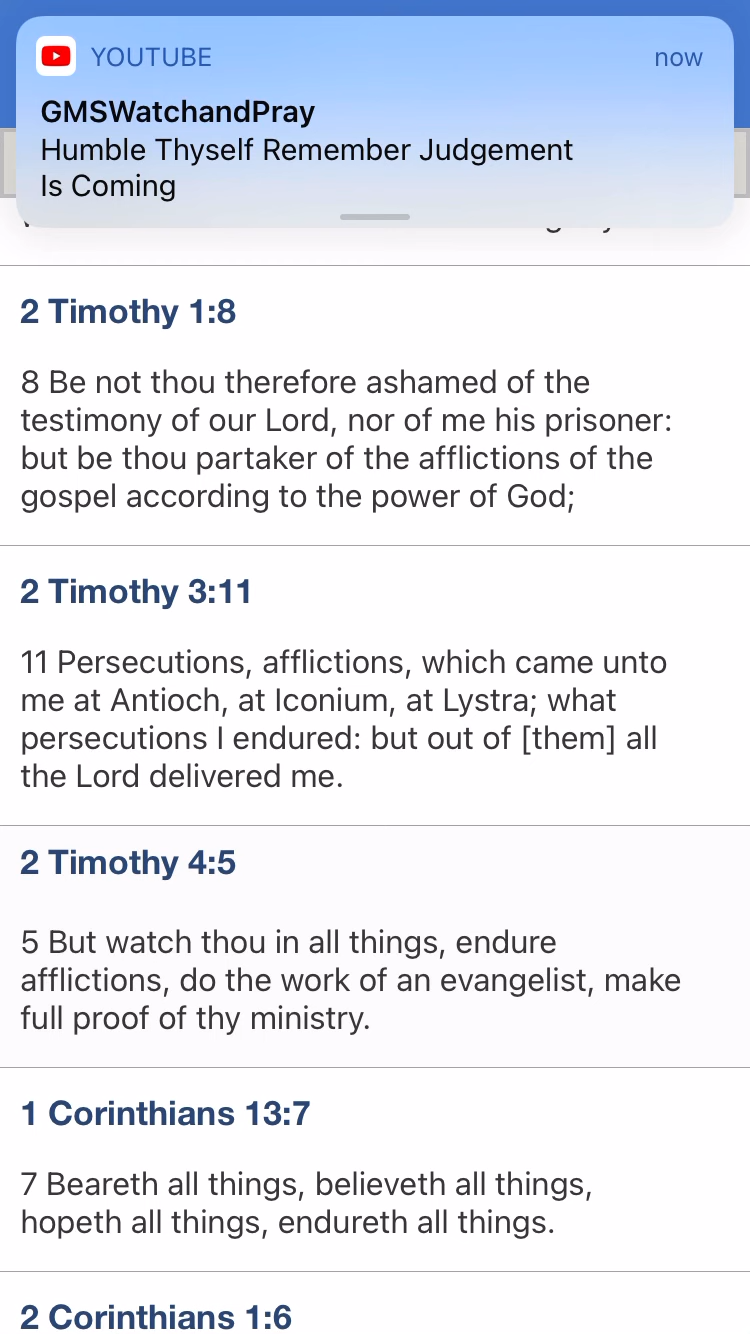 YOUTUBE
now
GMSWatchandPray
Humble Thyself Remember Judgement
Is Coming
2 Timothy 1:8
8 Be not thou therefore ashamed of the
testimony of our Lord, nor of me his prisoner:
but be thou partaker of the afflictions of the
gospel according to the power of God;
2 Timothy 3:11
11 Persecutions, afflictions, which came unto
me at Antioch, at Iconium, at Lystra; what
persecutions I endured: but out of [them] all
the Lord delivered me.
2 Timothy 4:5
5 But watch thou in all things, endure
afflictions, do the work of an evangelist, make
full proof of thy ministry.
1 Corinthians 13:7
7 Beareth all things, believeth all things,
hopeth all things, endureth all things.
2 Corinthians 1:6